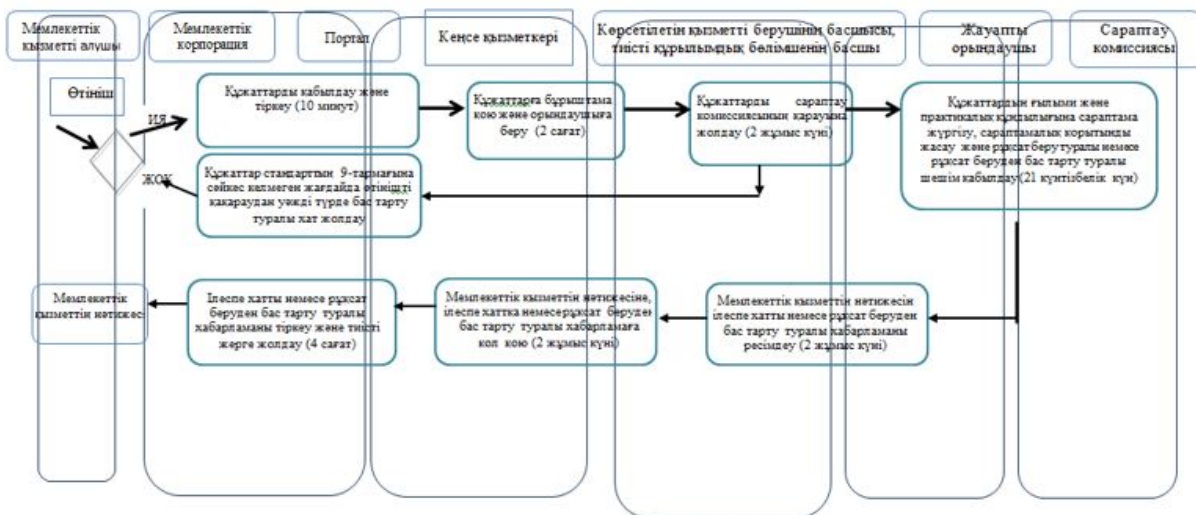 Мемлекеттік
қызметті алушы
Мемлекеттік
корпорация
Портал
Кеңсе қызметкері
Көрсетілетін қызметті берушінің басшысы,
тиісті құрылымдық бөлімшенің басшы
Жауапты
орындаушы
Сараптау
комиссиясы
Өтініш
ИЯ
ЖОҚ
Құжаттарды қабылдау және
тіркеу (10 минут)
Құжаттарға бұрыштама
қою және орындаушыға
беру (2 сағат)
Құжаттарды сараптау
комиссиясының қарауына
жолдау (2 жұмыс күні)
Құжаттардың ғылыми және
практикалық құндылығына сараптама
жүргізу, сараптамалық қорытынды
жасау және рұқсат беру туралы немесе
рұқсат беруден бас тарту туралы
шешім қабылдау(21 күнтізбелік күн)
Құжаттар стандарттың 9-тармағына
сәйкес келмеген жағдайда өтінішті
қақараудан уәжді түрде бас тарту
туралы хат жолдау
Мемлекеттік
қызметтің нәтижесі
Ілеспе хатты немесе рұқсат
беруден бас тарту туралы
хабарламаны тіркеу және тиісті
жерге жолдау (4 сағат)
Мемлекеттік қызметтің нәтижесіне,
ілеспе хатқа немесе рұқсат беруден
бас тарту туралы хабарламаға
қол қою (2 жұмыс күні)
Мемлекеттік қызметтің нәтижесін
ілеспе хатты немесе рұқсат беруден
бас тарту туралы хабарламаны
ресімдеу (2 жұмыс күні)